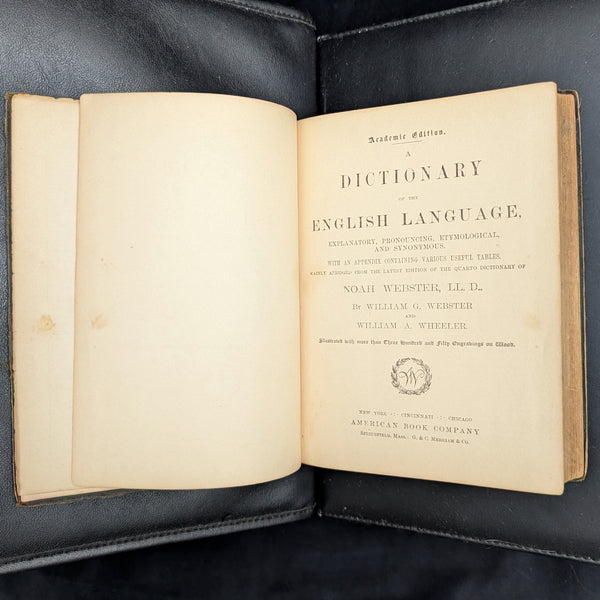 Academic Edition.
A
DICTIONARY
OF THE
ENGLISH LANGUAGE,
EXPLANATORY, PRONOUNCING, ETYMOLOGICAL,
AND SYNONYMOUS.
WITH AN APPENDIX CONTAINING VARIOUS USEFUL TABLES.
MAINLY ABRIDGED FROM THE LATEST EDITION OF THE QUARTO DICTIONARY OF
NOAH WEBSTER, LL. D.,
BY WILLIAM G. WEBSTER
AND
WILLIAM A. WHEELER
Illustrated with more than Three Hundred and Fifty Engravings on Wood.
W
NEW YORK ·:· CINCINNATI ·:· CHICAGO
AMERICAN BOOK COMPANY
SPRINGFIELD, MASS.: G. & C. MERRIAM & CO.